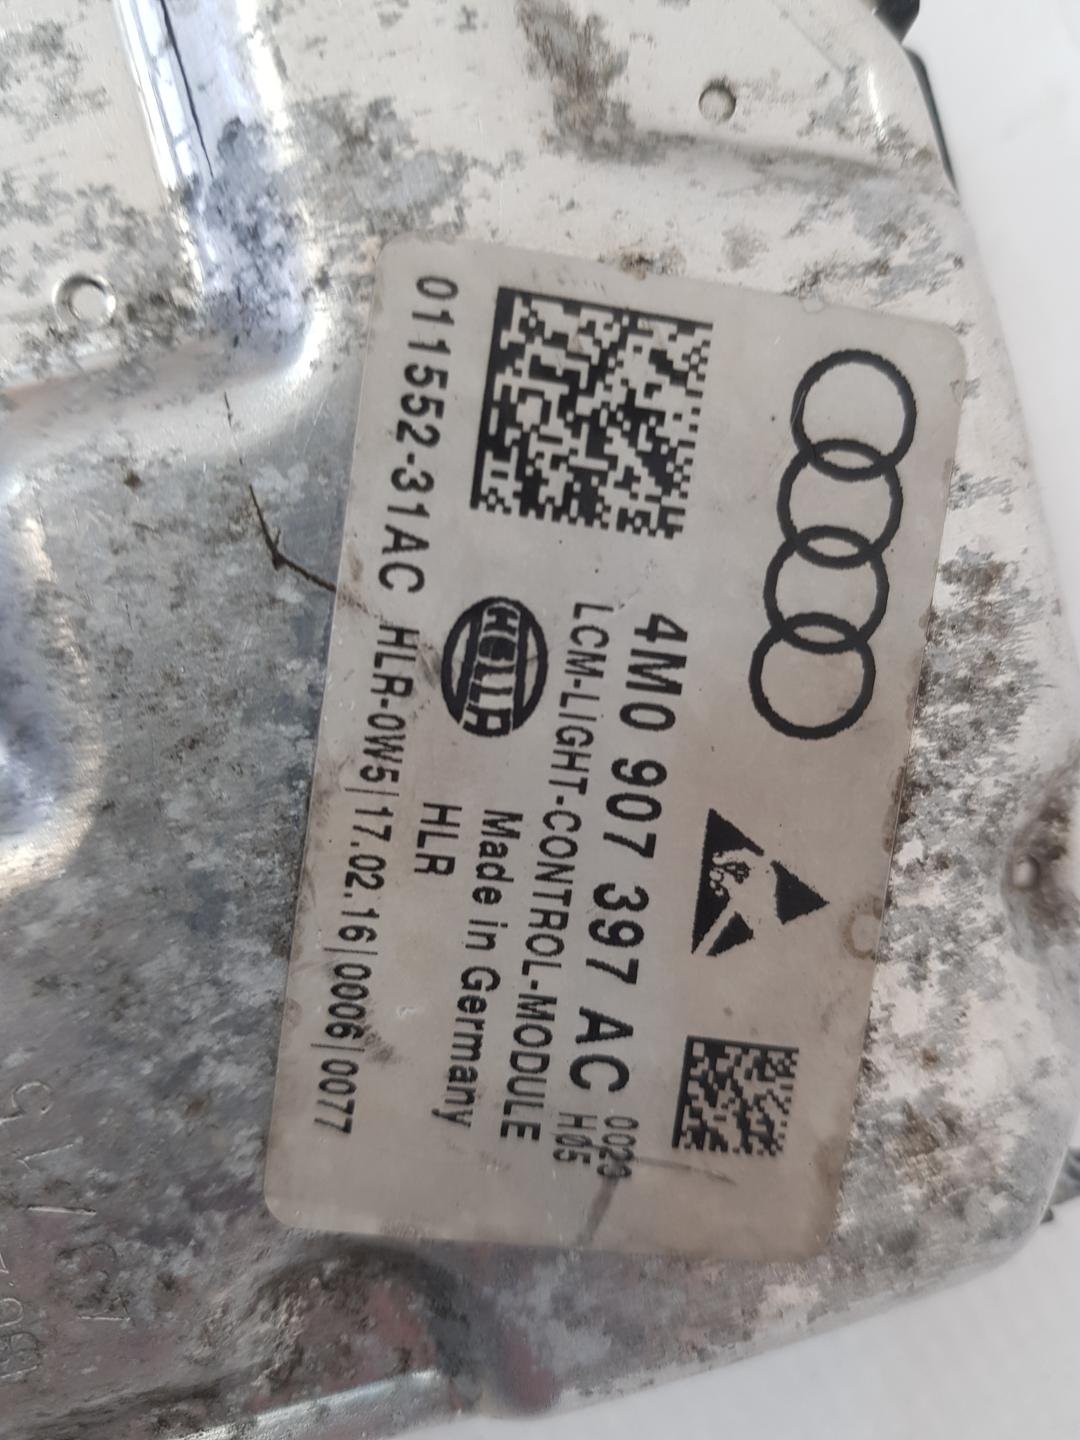 4M0 907 397 AC 0020
LCM-LIGHT-CONTROL-MODULE H05
Made in Germany
HELLA
HLR
011552-31AC HLR-0W5|17.02.16|0006|0077